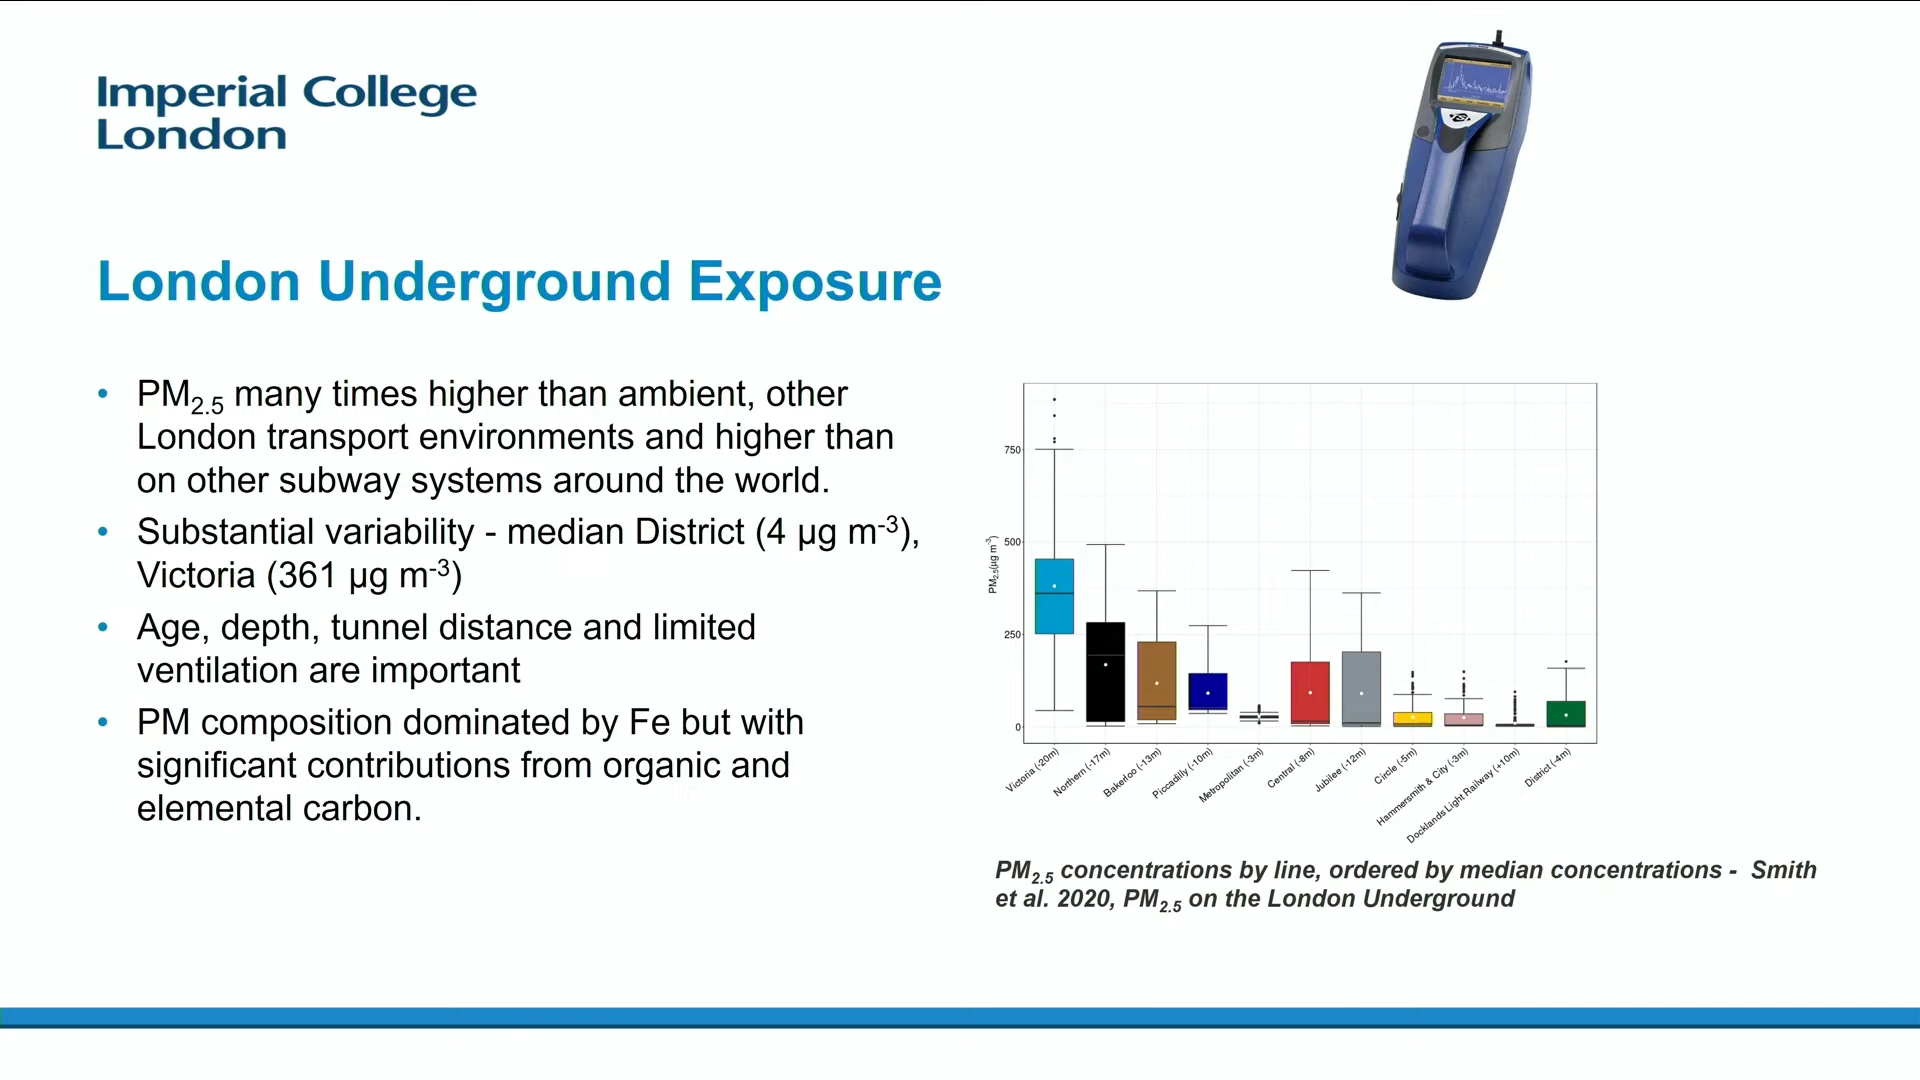 Imperial College
London
London Underground Exposure
• PM2.5 many times higher than ambient, other
London transport environments and higher than
on other subway systems around the world.
• Substantial variability - median District (4 µg m-3),
Victoria (361 µg m-3)
• Age, depth, tunnel distance and limited
ventilation are important
• PM composition dominated by Fe but with
significant contributions from organic and
elemental carbon.
PM2.5(µg m-3)
750
500
250
0
Victoria (-20m)
Northern (-17m)
Bakerloo (-13m)
Piccadilly (-10m)
Metropolitan (-3m)
Central (-8m)
Jubilee (-12m)
Circle (-5m)
Hammersmith & City (-3m)
Docklands Light Railway (+10m)
District (-4m)
PM2.5 concentrations by line, ordered by median concentrations - Smith
et al. 2020, PM2.5 on the London Underground